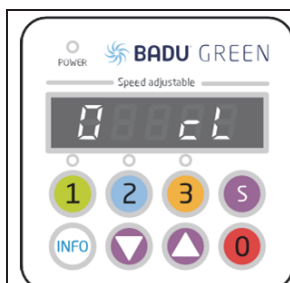 POWER
BADU GREEN
Speed adjustable
0 cL
1 2 3 S
INFO 0